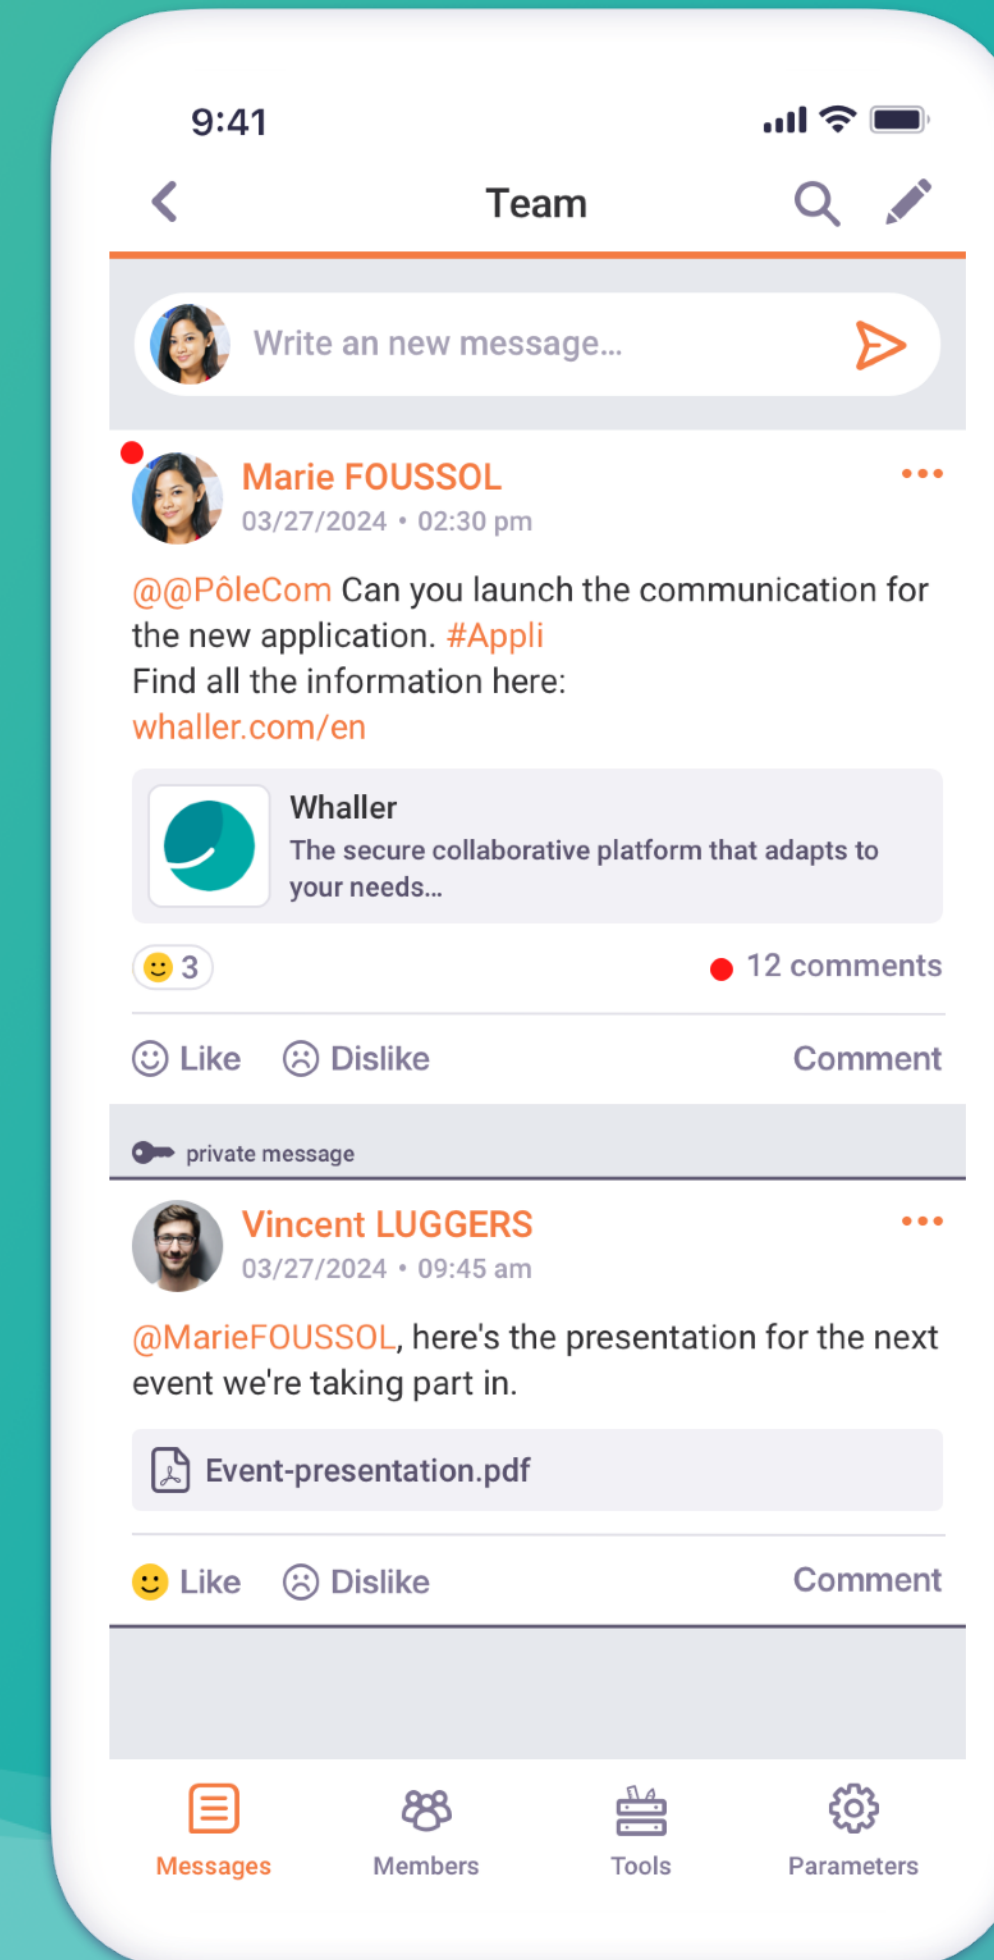 9:41
Team
Write an new message...
Marie FOUSSOL
03/27/2024 • 02:30 pm
@@PôleCom Can you launch the communication for
the new application. #Appli
Find all the information here:
whaller.com/en
Whaller
The secure collaborative platform that adapts to
your needs...
3
12 comments
Like Dislike Comment
private message
Vincent LUGGERS
03/27/2024 • 09:45 am
@MarieFOUSSOL, here's the presentation for the next
event we're taking part in.
Event-presentation.pdf
Like Dislike Comment
Messages Members Tools Parameters